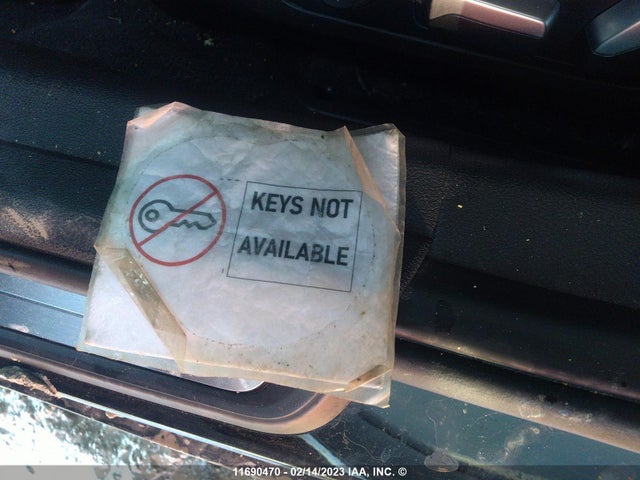 KEYS NOT
AVAILABLE
11690470 - 02/14/2023 IAA, INC. ©